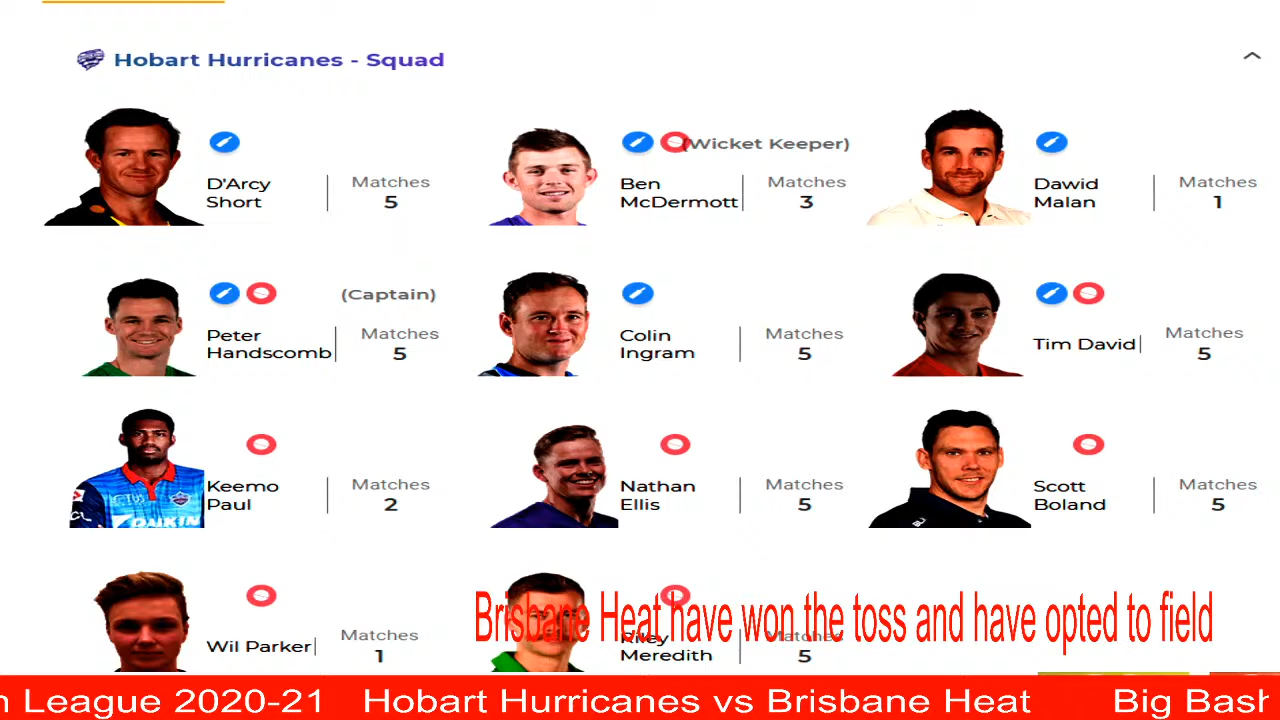 Hobart Hurricanes - Squad
D'Arcy
Short
Matches
5
(Wicket Keeper)
Ben
McDermott
Matches
3
Dawid
Malan
Matches
1
(Captain)
Peter
Handscomb
Matches
5
Colin
Ingram
Matches
5
Tim David
Matches
5
Keemo
Paul
Matches
2
Nathan
Ellis
Matches
5
Scott
Boland
Matches
5
Wil Parker
Matches
1
Riley
Meredith
Matches
5
Brisbane Heat have won the toss and have opted to field
League 2020-21 Hobart Hurricanes vs Brisbane Heat Big Bash